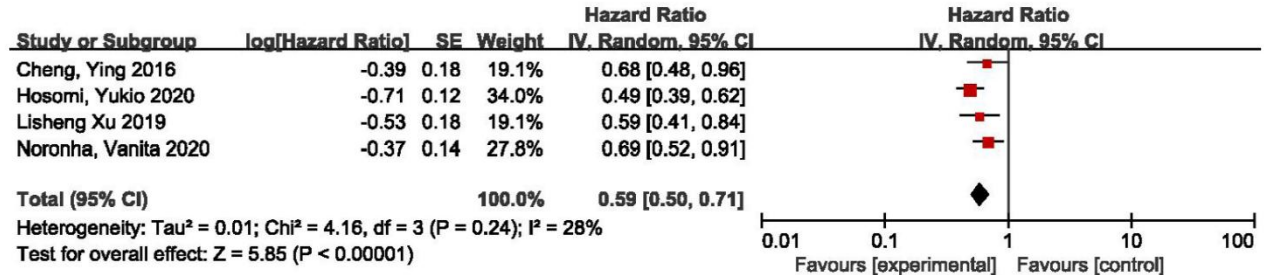 Hazard Ratio Hazard Ratio
Study or Subgroup log[Hazard Ratio] SE Weight IV, Random, 95% CI IV, Random, 95% CI
Cheng, Ying 2016 -0.39 0.18 19.1% 0.68 [0.48, 0.96]
Hosomi, Yukio 2020 -0.71 0.12 34.0% 0.49 [0.39, 0.62]
Lisheng Xu 2019 -0.53 0.18 19.1% 0.59 [0.41, 0.84]
Noronha, Vanita 2020 -0.37 0.14 27.8% 0.69 [0.52, 0.91]
Total (95% CI) 100.0% 0.59 [0.50, 0.71]
Heterogeneity: Tau² = 0.01; Chi² = 4.16, df = 3 (P = 0.24); I² = 28%
Test for overall effect: Z = 5.85 (P < 0.00001)
0.01 0.1 1 10 100
Favours [experimental] Favours [control]